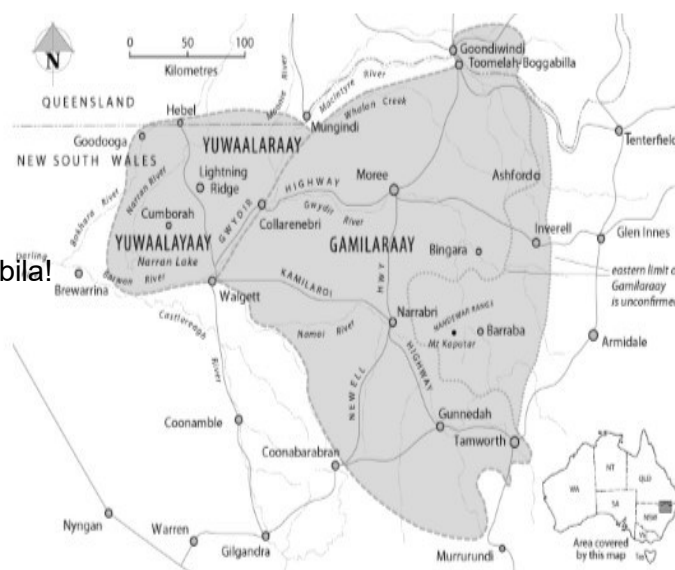 N
0 50 100
Kilometres
QUEENSLAND
NEW SOUTH WALES
Hebel
Goodooga
YUWAALARAAY
Lightning
Ridge
Cumborah
YUWAALAYAAY
Narran Lake
Narran River
Bokhara River
Darling
Barwon River
Brewarrina
bila!
Walgett
Castlereagh
River
Moonie River
Macintyre River
Whalan Creek
Mungindi
Goondiwindi
Toomelah-Boggabilla
Tenterfield
GWYDIR HIGHWAY
Collarenebri
Moree
Gwydir River
Ashford
Inverell
Glen Innes
GAMILARAAY
Bingara
eastern limit o
Gamilaraay
is unconfirme
KAMILAROI
HWY
Narrabri
Namoi River
NANDEWAR RANGE
Mt Kaputar
Barraba
Armidale
HIGHWAY
NEWELL
Gunnedah
Tamworth
Coonamble
Coonabarabran
Nyngan
Warren
Gilgandra
Murrurundi
WA
NT
QLD
SA
NSW
Area covered
by this map